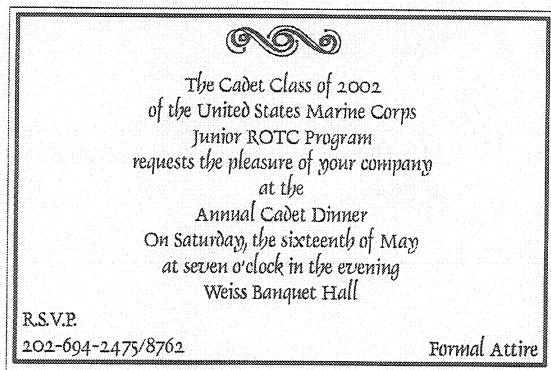 The Cadet Class of 2002
of the United States Marine Corps
Junior ROTC Program
requests the pleasure of your company
at the
Annual Cadet Dinner
On Saturday, the sixteenth of May
at seven o'clock in the evening
Weiss Banquet Hall
R.S.V.P.
202-694-2475/8762
Formal Attire